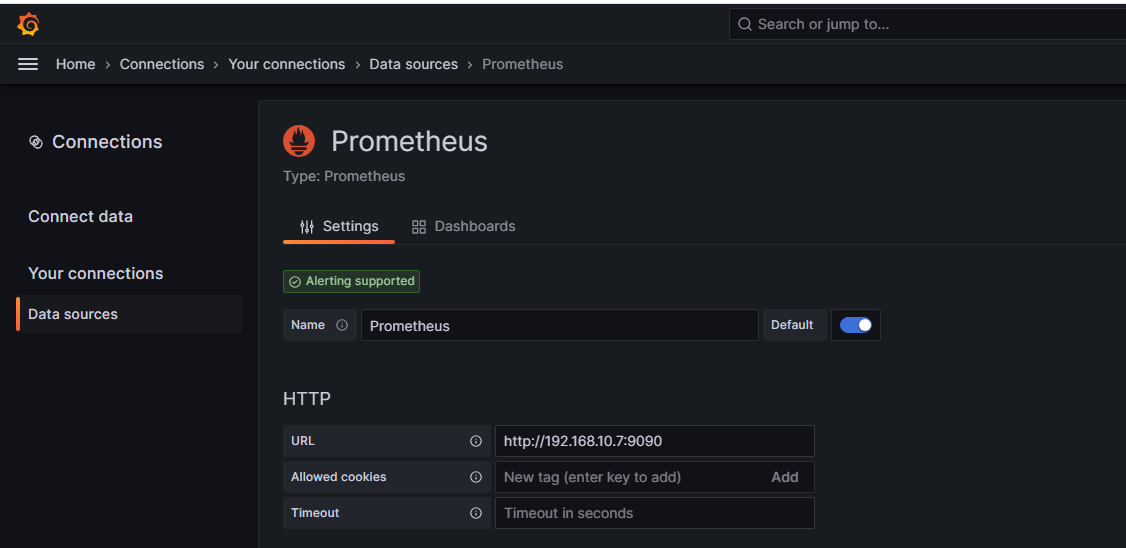 Search or jump to...
Home › Connections › Your connections › Data sources › Prometheus
Connections
Connect data
Your connections
Data sources
Prometheus
Type: Prometheus
Settings Dashboards
Alerting supported
Name Prometheus Default
HTTP
URL http://192.168.10.7:9090
Allowed cookies New tag (enter key to add) Add
Timeout Timeout in seconds